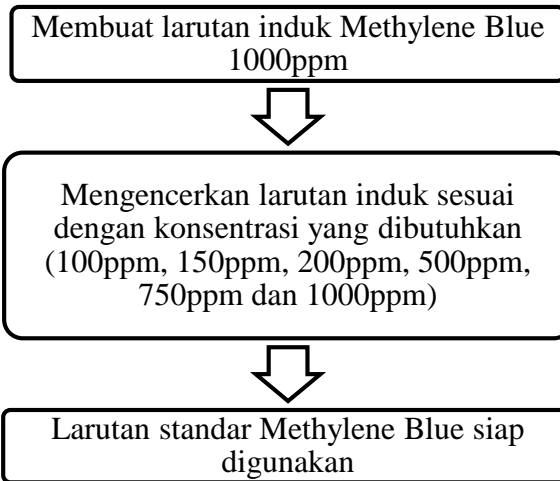 Membuat larutan induk Methylene Blue
1000ppm
Mengencerkan larutan induk sesuai
dengan konsentrasi yang dibutuhkan
(100ppm, 150ppm, 200ppm, 500ppm,
750ppm dan 1000ppm)
Larutan standar Methylene Blue siap
digunakan